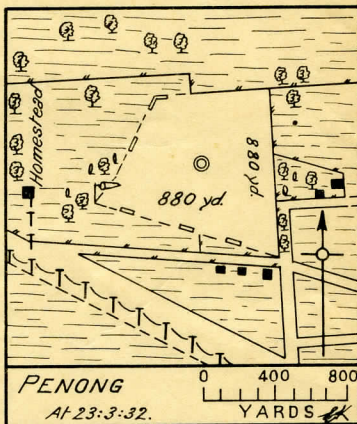 Homestead
880 yd.
880 yd.
PENONG
At 23:3:32.
0 400 800
YARDS